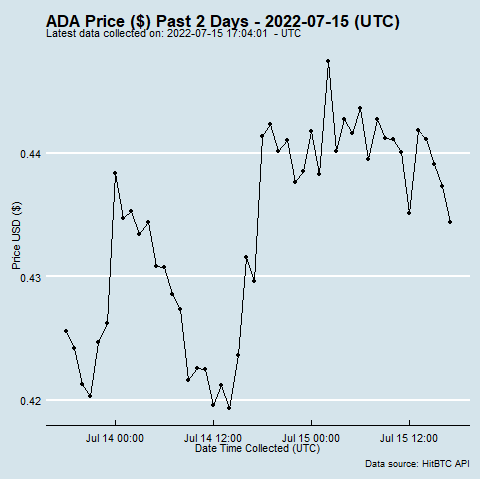 ADA Price ($) Past 2 Days - 2022-07-15 (UTC)
Latest data collected on: 2022-07-15 17:04:01  - UTC
Price USD ($)
0.44
0.43
0.42
Jul 14 00:00 Jul 14 12:00 Jul 15 00:00 Jul 15 12:00
Date Time Collected (UTC)
Data source: HitBTC API